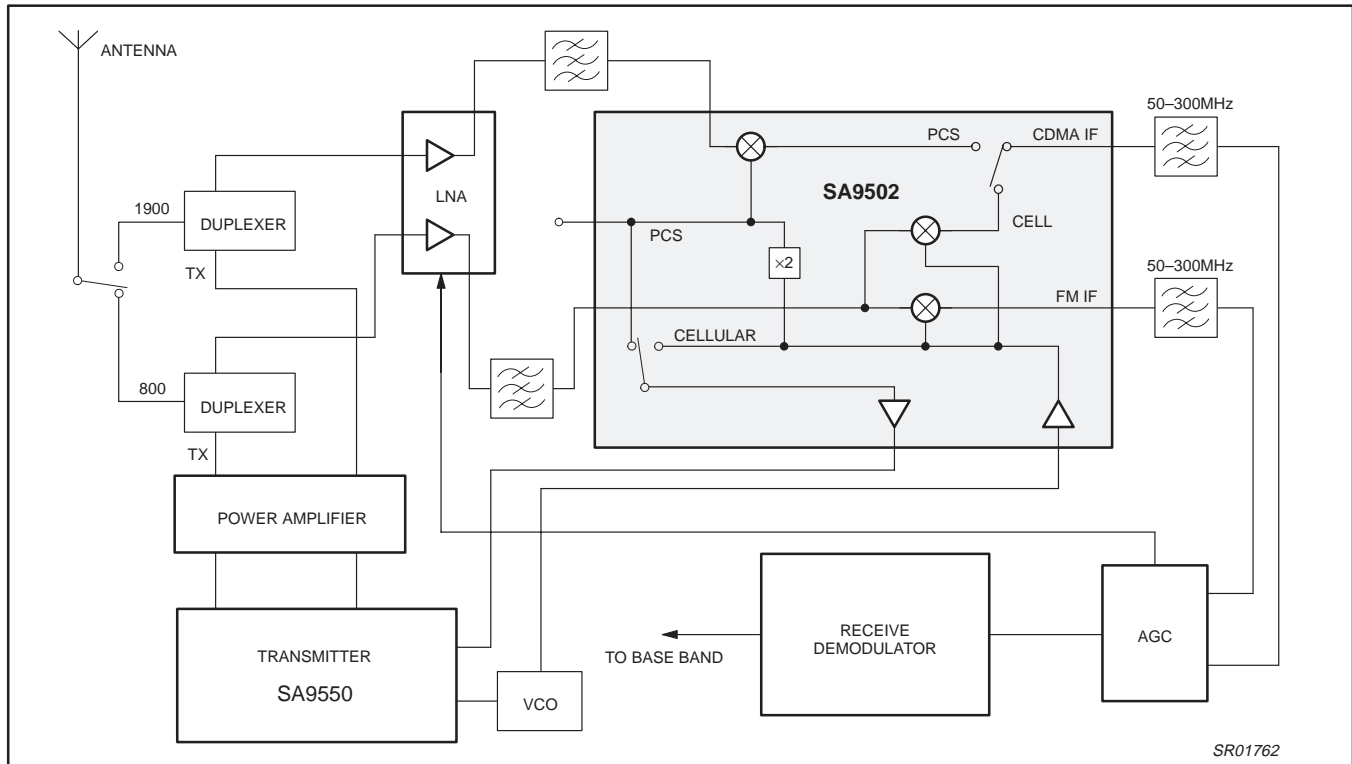 ANTENNA
50–300MHz
PCS
CDMA IF
LNA
SA9502
1900
DUPLEXER
CELL
PCS
TX
×2
50–300MHz
FM IF
CELLULAR
800
DUPLEXER
TX
POWER AMPLIFIER
TRANSMITTER
SA9550
TO BASE BAND
RECEIVE
DEMODULATOR
AGC
VCO
SR01762